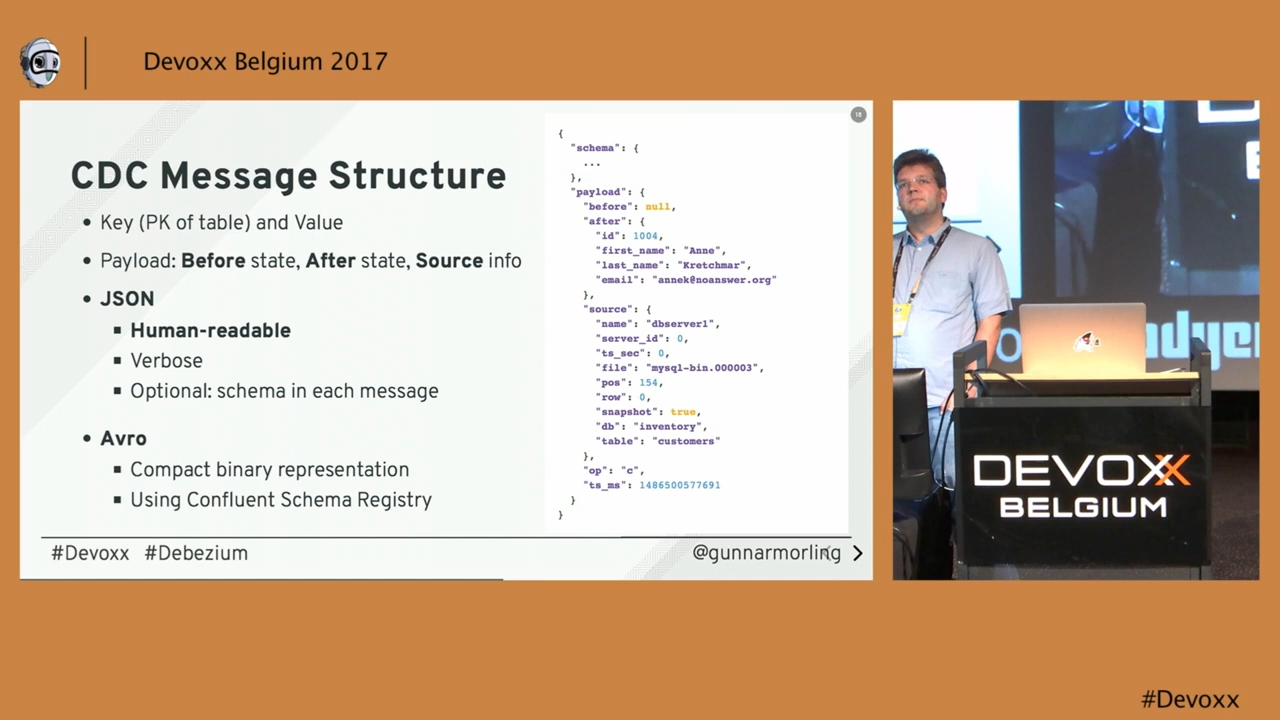 Devoxx Belgium 2017
18
CDC Message Structure
• Key (PK of table) and Value
• Payload: Before state, After state, Source info
• JSON
▪ Human-readable
▪ Verbose
▪ Optional: schema in each message
• Avro
▪ Compact binary representation
▪ Using Confluent Schema Registry
{
"schema": {
...
},
"payload": {
"before": null,
"after": {
"id": 1004,
"first_name": "Anne",
"last_name": "Kretchmar",
"email": "annek@noanswer.org"
},
"source": {
"name": "dbserver1",
"server_id": 0,
"ts_sec": 0,
"file": "mysql-bin.000003",
"pos": 154,
"row": 0,
"snapshot": true,
"db": "inventory",
"table": "customers"
},
"op": "c",
"ts_ms": 1486500577691
}
}
#Devoxx #Debezium
@gunnarmorling
DEVOXX
BELGIUM
#Devoxx